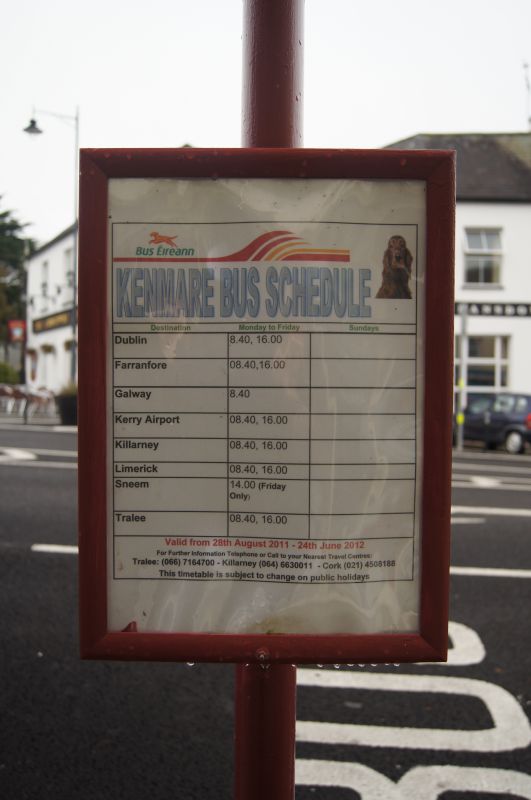 Bus Éireann
KENMARE BUS SCHEDULE
Destination Monday to Friday Sundays
Dublin 8.40, 16.00
Farranfore 08.40,16.00
Galway 8.40
Kerry Airport 08.40, 16.00
Killarney 08.40, 16.00
Limerick 08.40, 16.00
Sneem 14.00 (Friday
Only)
Tralee 08.40, 16.00
Valid from 28th August 2011 - 24th June 2012
For Further Information Telephone or Call to your Nearest Travel Centres:
Tralee: (066) 7164700 - Killarney (064) 6630011 - Cork (021) 4508188
This timetable is subject to change on public holidays
BUS